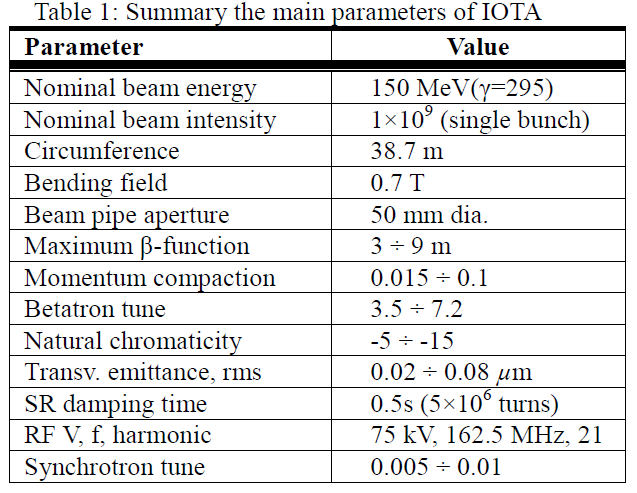 Table 1: Summary the main parameters of IOTA
Parameter Value
Nominal beam energy 150 MeV(γ=295)
Nominal beam intensity 1×10⁹ (single bunch)
Circumference 38.7 m
Bending field 0.7 T
Beam pipe aperture 50 mm dia.
Maximum β-function 3 ÷ 9 m
Momentum compaction 0.015 ÷ 0.1
Betatron tune 3.5 ÷ 7.2
Natural chromaticity -5 ÷ -15
Transv. emittance, rms 0.02 ÷ 0.08 μm
SR damping time 0.5s (5×10⁶ turns)
RF V, f, harmonic 75 kV, 162.5 MHz, 21
Synchrotron tune 0.005 ÷ 0.01